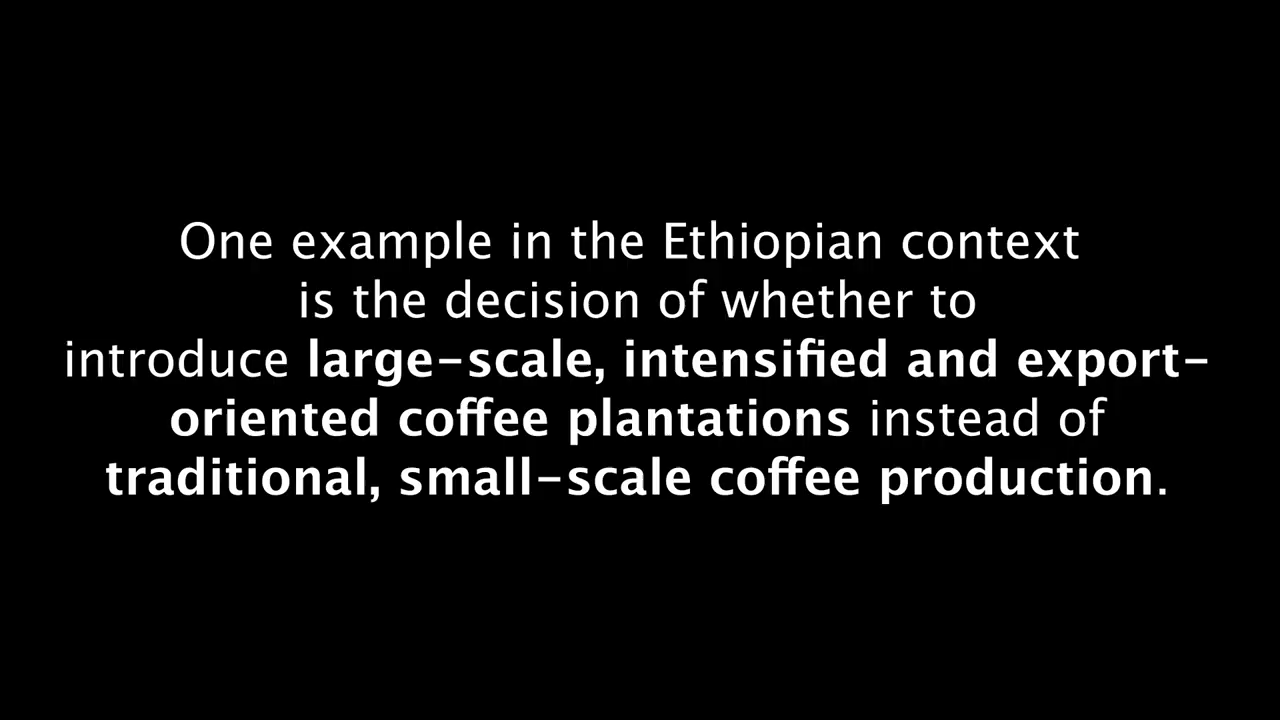 One example in the Ethiopian context
is the decision of whether to
introduce large-scale, intensified and export-
oriented coffee plantations instead of
traditional, small-scale coffee production.